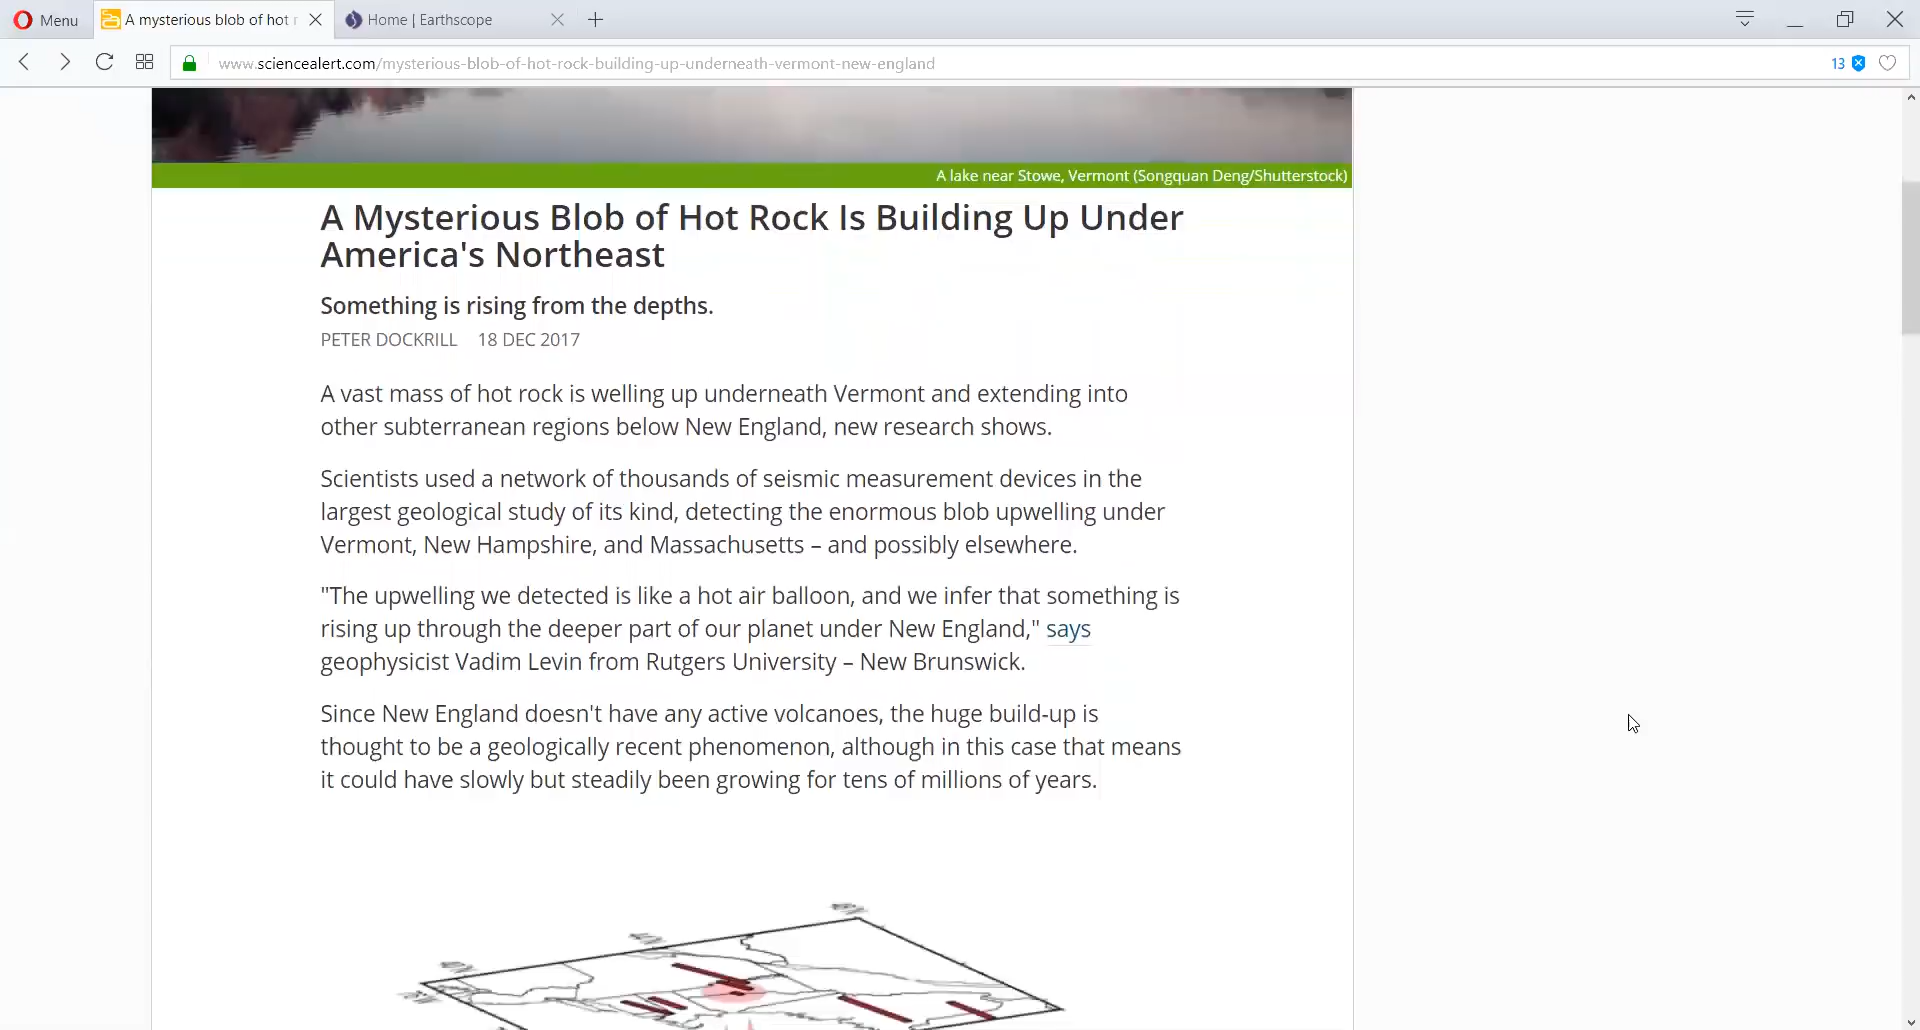 Menu
A mysterious blob of hot
Home | Earthscope
www.sciencealert.com/mysterious-blob-of-hot-rock-building-up-underneath-vermont-new-england
13
A lake near Stowe, Vermont (Songquan Deng/Shutterstock)
A Mysterious Blob of Hot Rock Is Building Up Under
America's Northeast
Something is rising from the depths.
PETER DOCKRILL 18 DEC 2017
A vast mass of hot rock is welling up underneath Vermont and extending into
other subterranean regions below New England, new research shows.
Scientists used a network of thousands of seismic measurement devices in the
largest geological study of its kind, detecting the enormous blob upwelling under
Vermont, New Hampshire, and Massachusetts – and possibly elsewhere.
"The upwelling we detected is like a hot air balloon, and we infer that something is
rising up through the deeper part of our planet under New England," says
geophysicist Vadim Levin from Rutgers University – New Brunswick.
Since New England doesn't have any active volcanoes, the huge build-up is
thought to be a geologically recent phenomenon, although in this case that means
it could have slowly but steadily been growing for tens of millions of years.